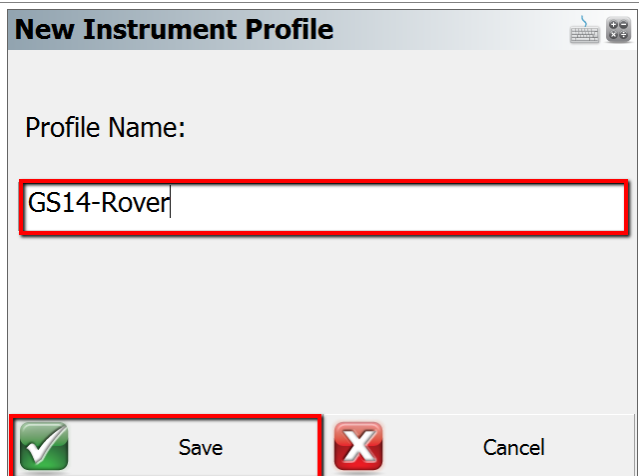 New Instrument Profile
Profile Name:
GS14-Rover
Save
Cancel